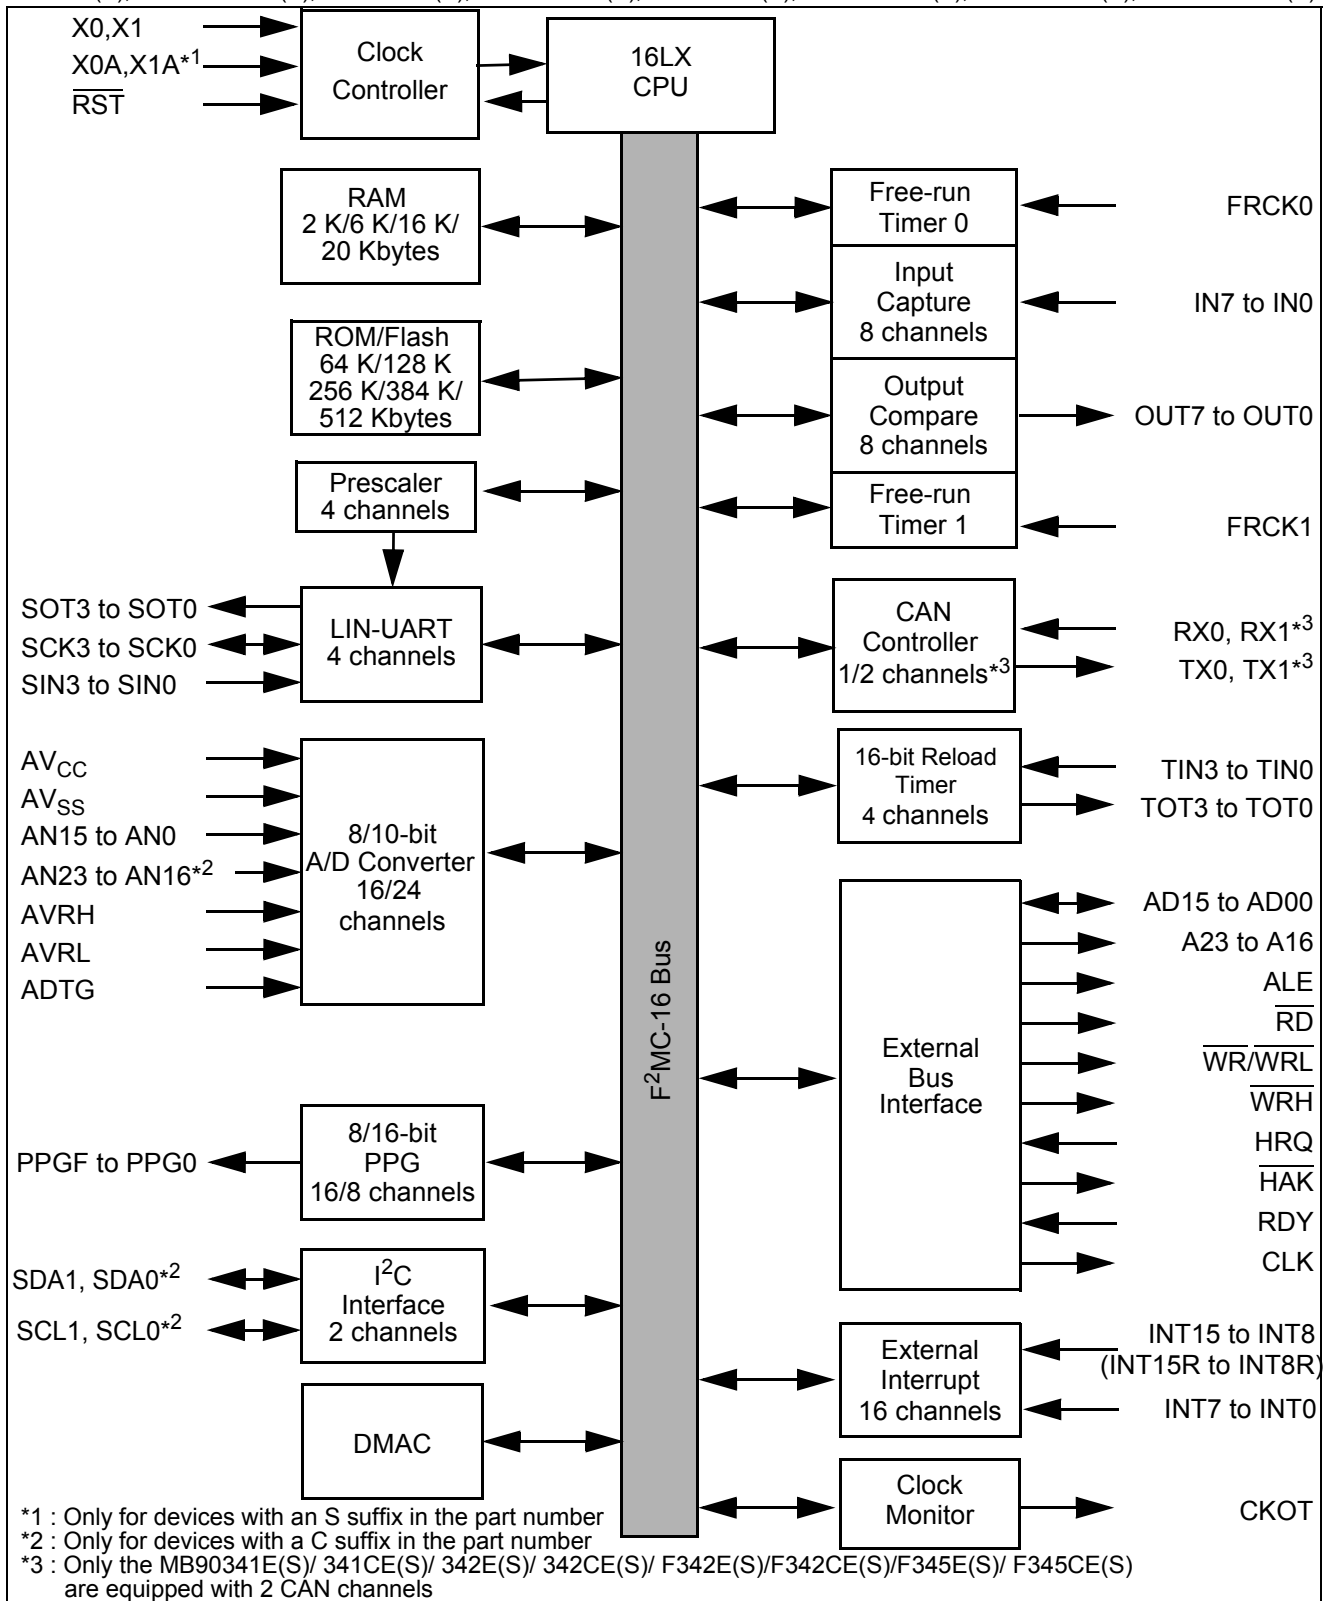 X0,X1
X0A,X1A*1
RST
Clock
Controller
16LX
CPU
RAM
2 K/6 K/16 K/
20 Kbytes
ROM/Flash
64 K/128 K
256 K/384 K/
512 Kbytes
Prescaler
4 channels
SOT3 to SOT0
SCK3 to SCK0
SIN3 to SIN0
LIN-UART
4 channels
AVCC
AVSS
AN15 to AN0
AN23 to AN16*2
AVRH
AVRL
ADTG
8/10-bit
A/D Converter
16/24
channels
PPGF to PPG0
8/16-bit
PPG
16/8 channels
SDA1, SDA0*2
SCL1, SCL0*2
I2C
Interface
2 channels
DMAC
F2MC-16 Bus
Free-run
Timer 0
FRCK0
Input
Capture
8 channels
IN7 to IN0
Output
Compare
8 channels
OUT7 to OUT0
Free-run
Timer 1
FRCK1
CAN
Controller
1/2 channels*3
RX0, RX1*3
TX0, TX1*3
16-bit Reload
Timer
4 channels
TIN3 to TIN0
TOT3 to TOT0
External
Bus
Interface
AD15 to AD00
A23 to A16
ALE
RD
WR/WRL
WRH
HRQ
HAK
RDY
CLK
External
Interrupt
16 channels
INT15 to INT8
(INT15R to INT8R)
INT7 to INT0
Clock
Monitor
CKOT
*1 : Only for devices with an S suffix in the part number
*2 : Only for devices with a C suffix in the part number
*3 : Only the MB90341E(S)/ 341CE(S)/ 342E(S)/ 342CE(S)/ F342E(S)/F342CE(S)/F345E(S)/ F345CE(S)
are equipped with 2 CAN channels